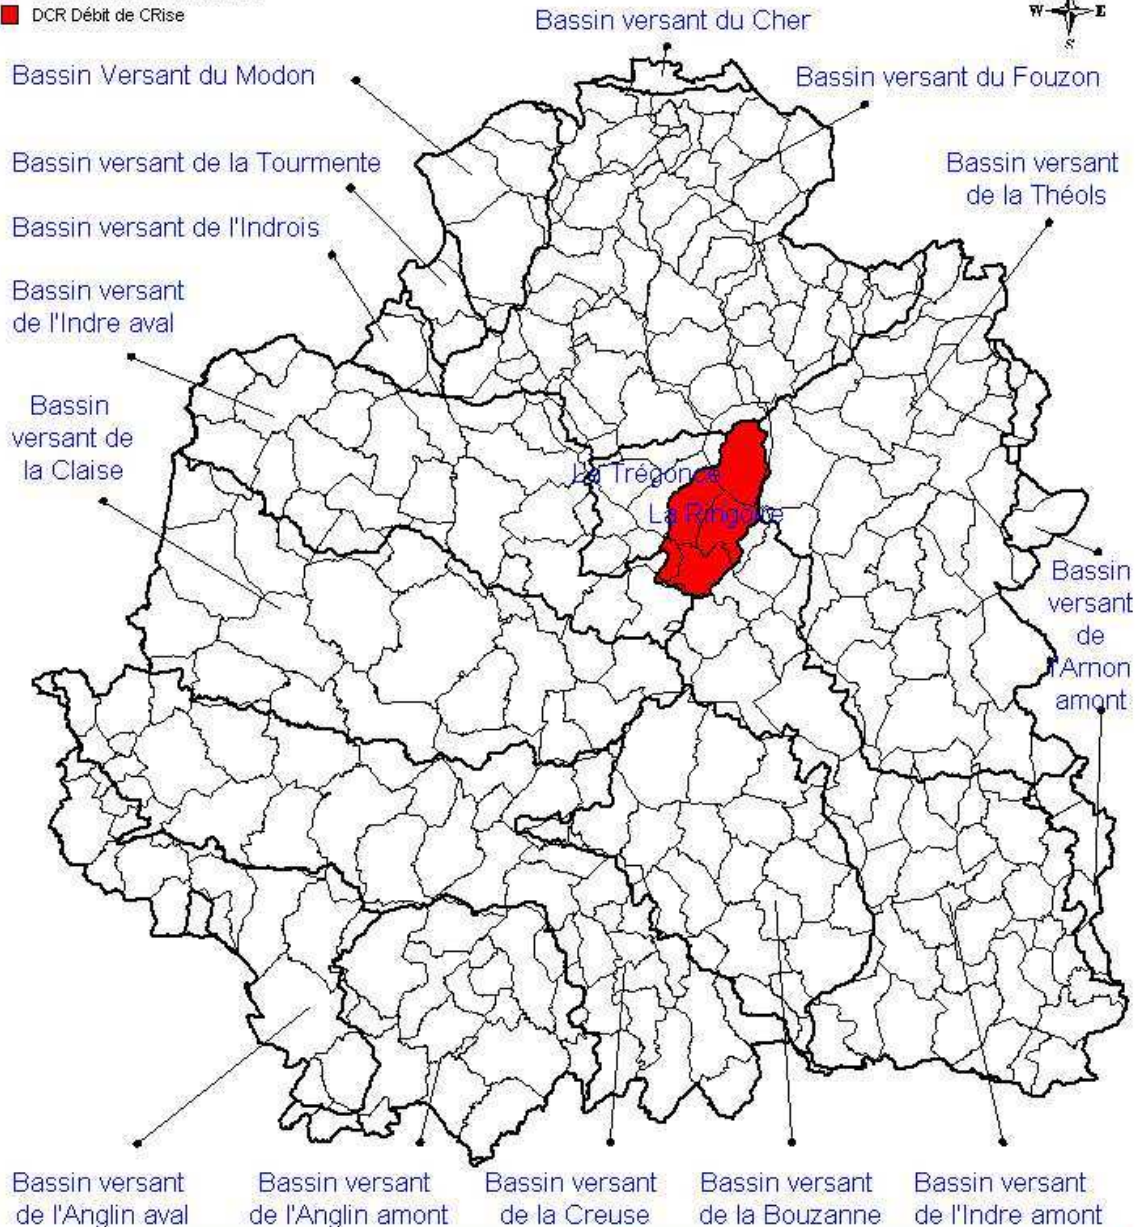 DCR Débit de CRise
W E
S
Bassin versant du Cher
Bassin Versant du Modon
Bassin versant du Fouzon
Bassin versant de la Tourmente
Bassin versant
de la Théols
Bassin versant de l'Indrois
Bassin versant
de l'Indre aval
Bassin
versant de
la Claise
La Trégonce
La Ringoire
Bassin
versant
de
l'Arnon
amont
Bassin versant
de l'Anglin aval
Bassin versant
de l'Anglin amont
Bassin versant
de la Creuse
Bassin versant
de la Bouzanne
Bassin versant
de l'Indre amont